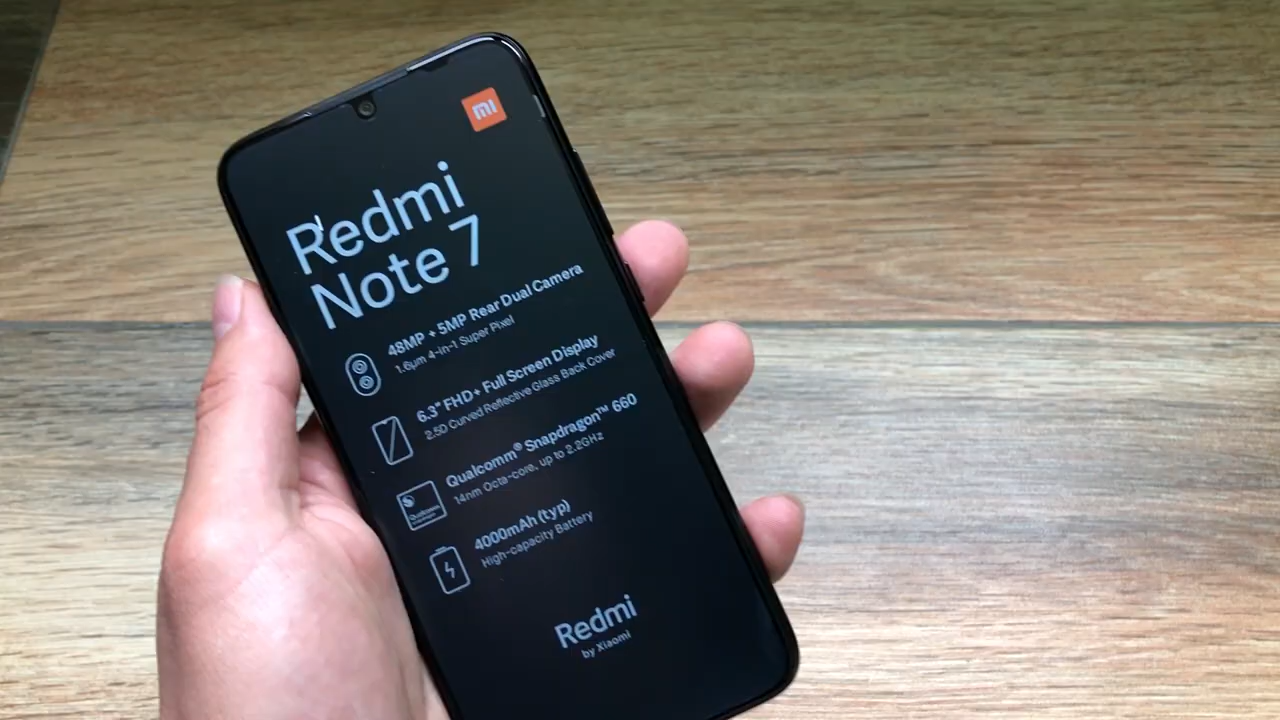 mi
Redmi
Note 7
48MP + 5MP Rear Dual Camera
1.6μm 4-in-1 Super Pixel
6.3" FHD+ Full Screen Display
2.5D Curved Reflective Glass Back Cover
Qualcomm® Snapdragon™ 660
14nm Octa-core, up to 2.2GHz
Qualcomm
4000mAh (typ)
High-capacity Battery
Redmi
by Xiaomi